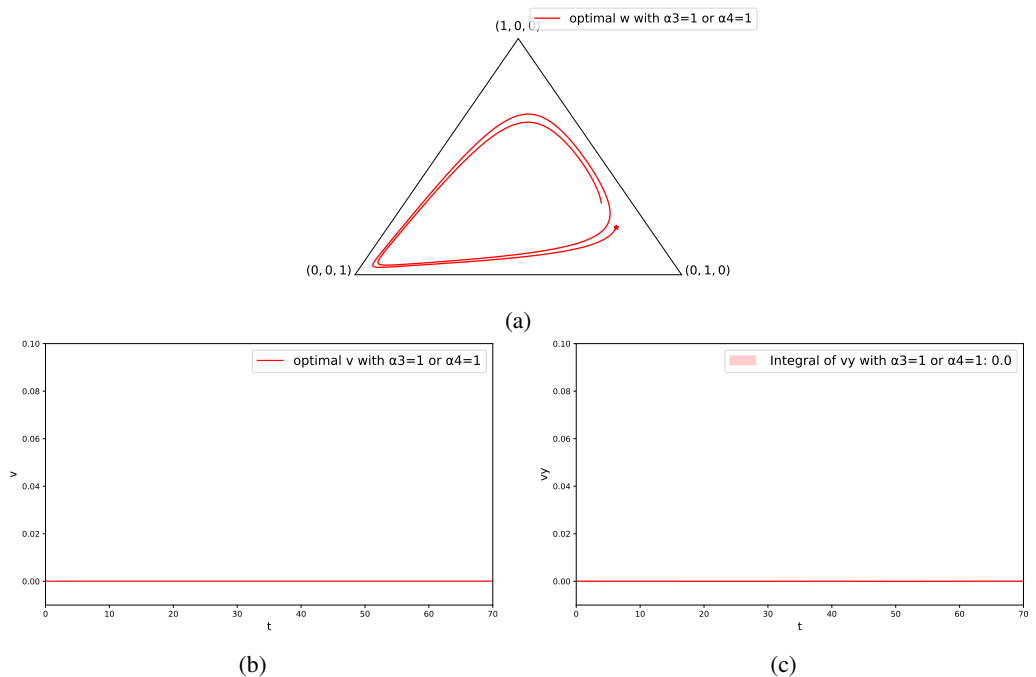 optimal w with α3=1 or α4=1
(1, 0, 0)
(0, 0, 1)
(0, 1, 0)
(a)
0.10
0.08
0.06
0.04
0.02
0.00
v
optimal v with α3=1 or α4=1
0 10 20 30 40 50 60 70
t
(b)
0.10
0.08
0.06
0.04
0.02
0.00
vy
Integral of vy with α3=1 or α4=1: 0.0
0 10 20 30 40 50 60 70
t
(c)